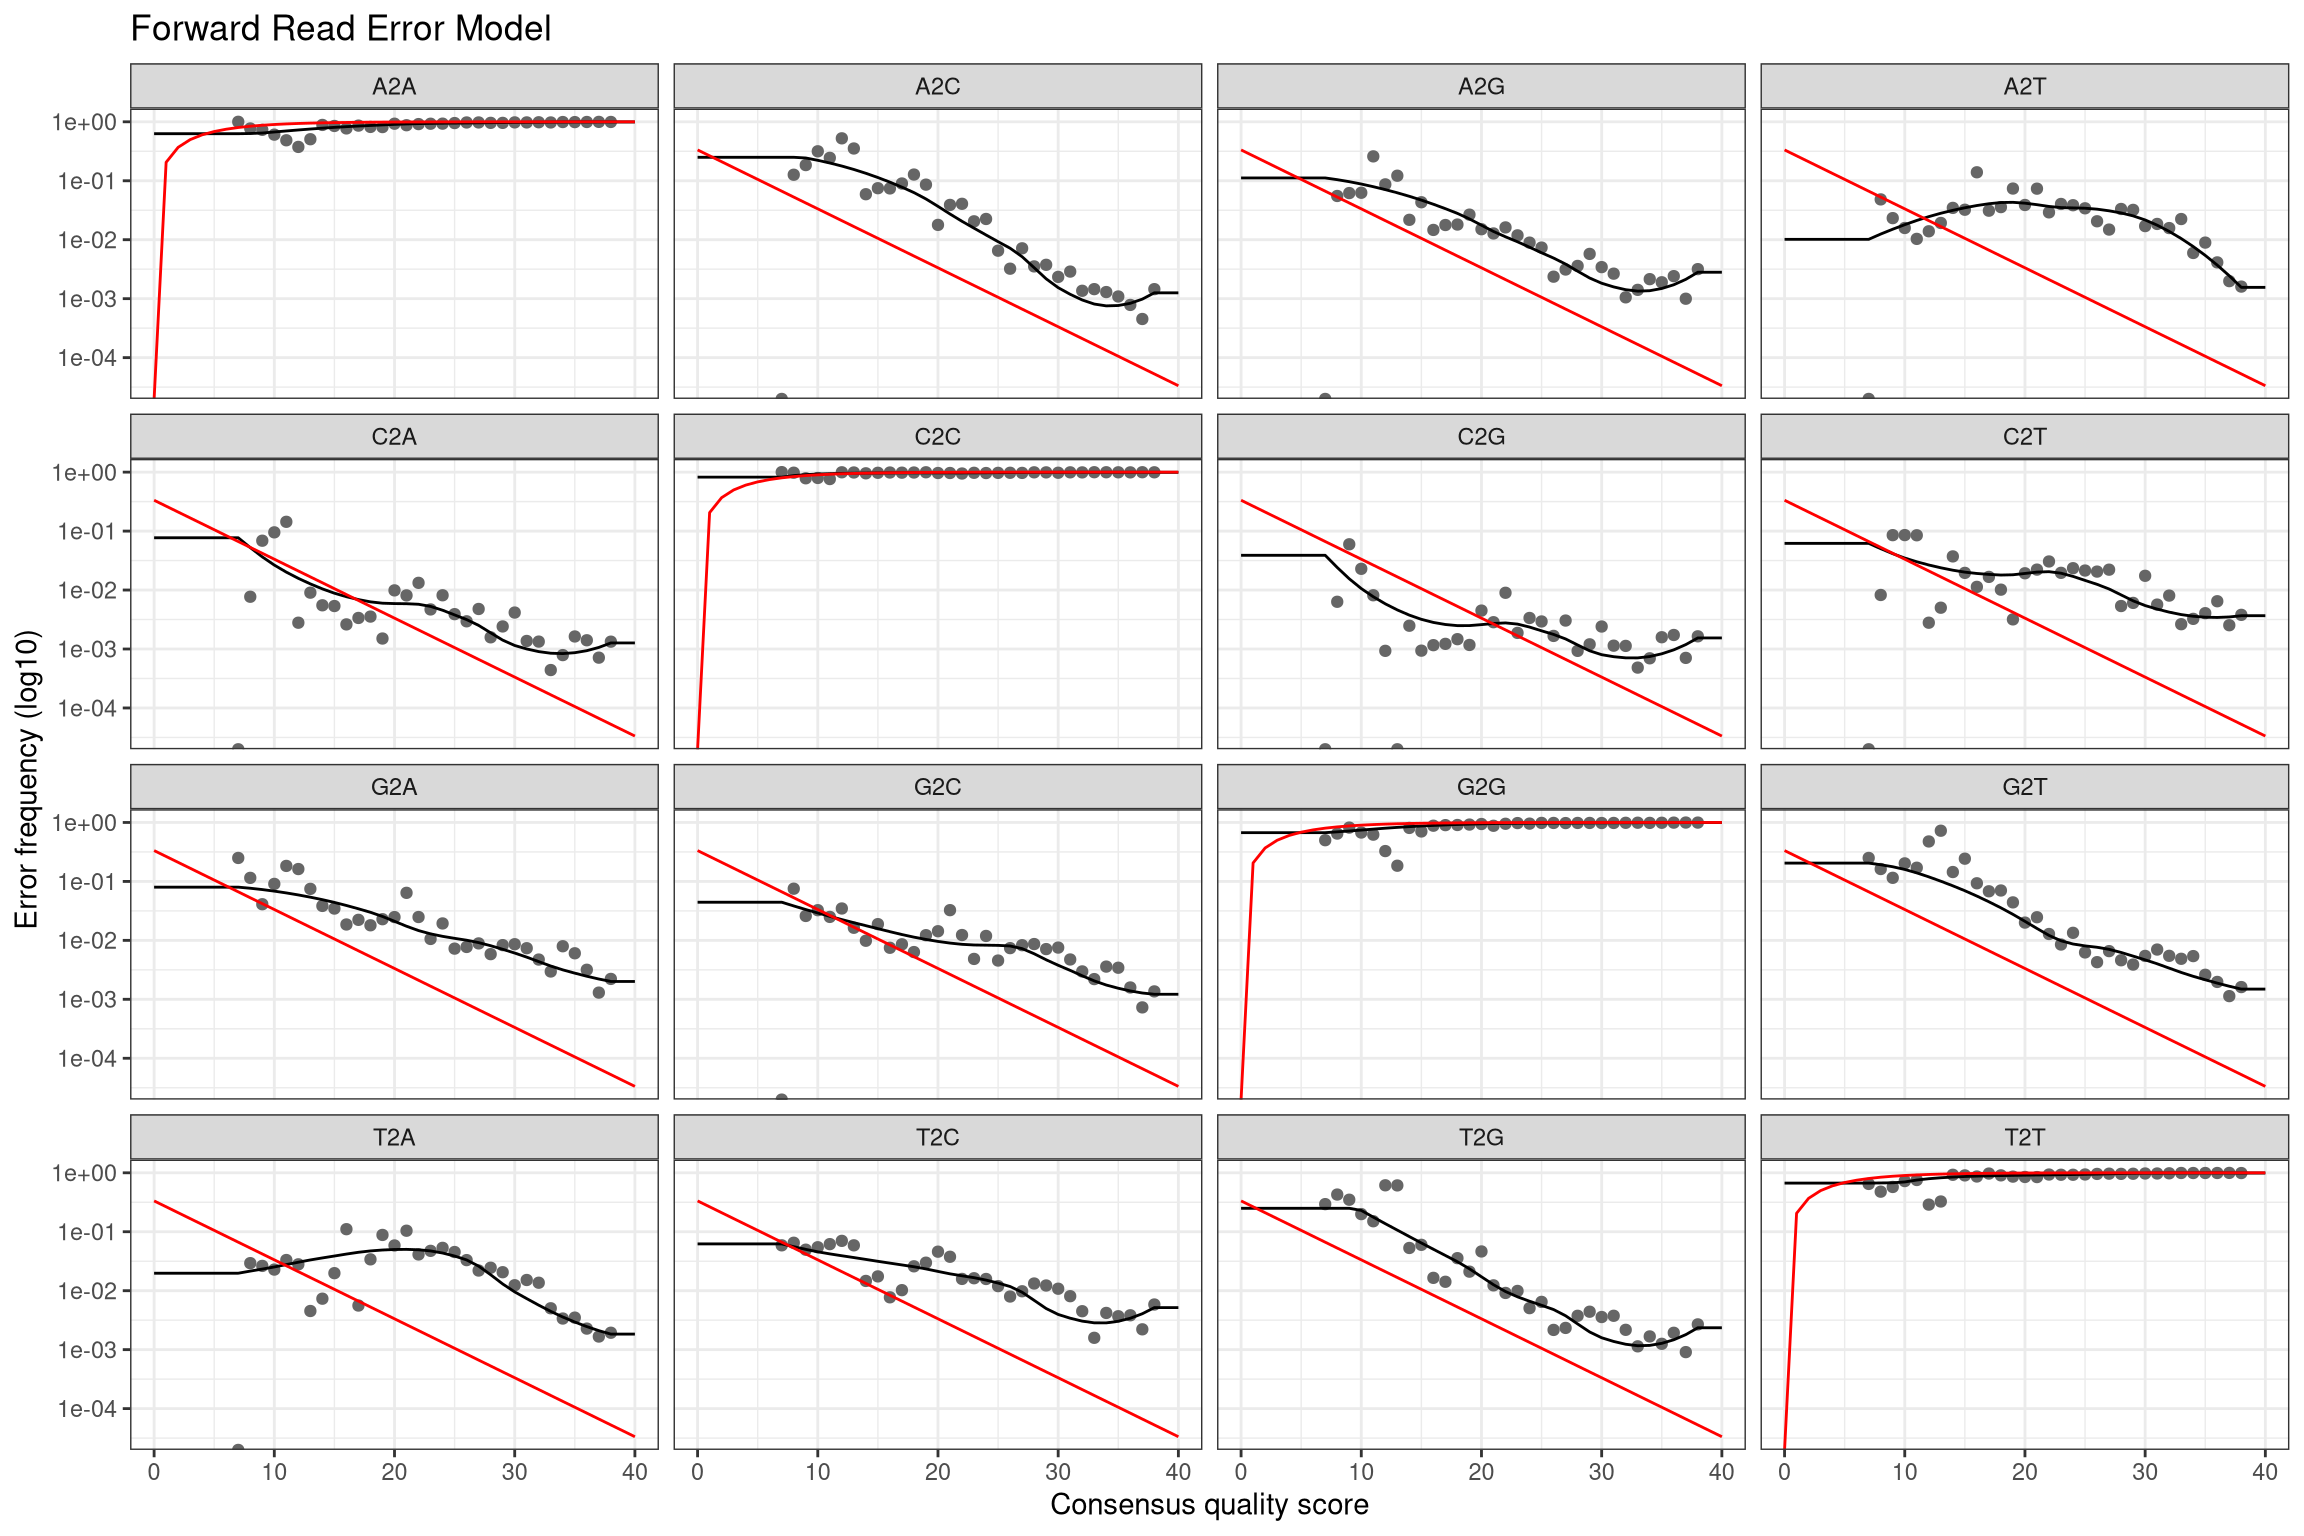 Forward Read Error Model
A2A A2C A2G A2T
1e+00
1e-01
1e-02
1e-03
1e-04
C2A C2C C2G C2T
1e+00
1e-01
1e-02
1e-03
1e-04
G2A G2C G2G G2T
1e+00
1e-01
1e-02
1e-03
1e-04
T2A T2C T2G T2T
1e+00
1e-01
1e-02
1e-03
1e-04
Error frequency (log10)
0 10 20 30 40 0 10 20 30 40 0 10 20 30 40 0 10 20 30 40
Consensus quality score